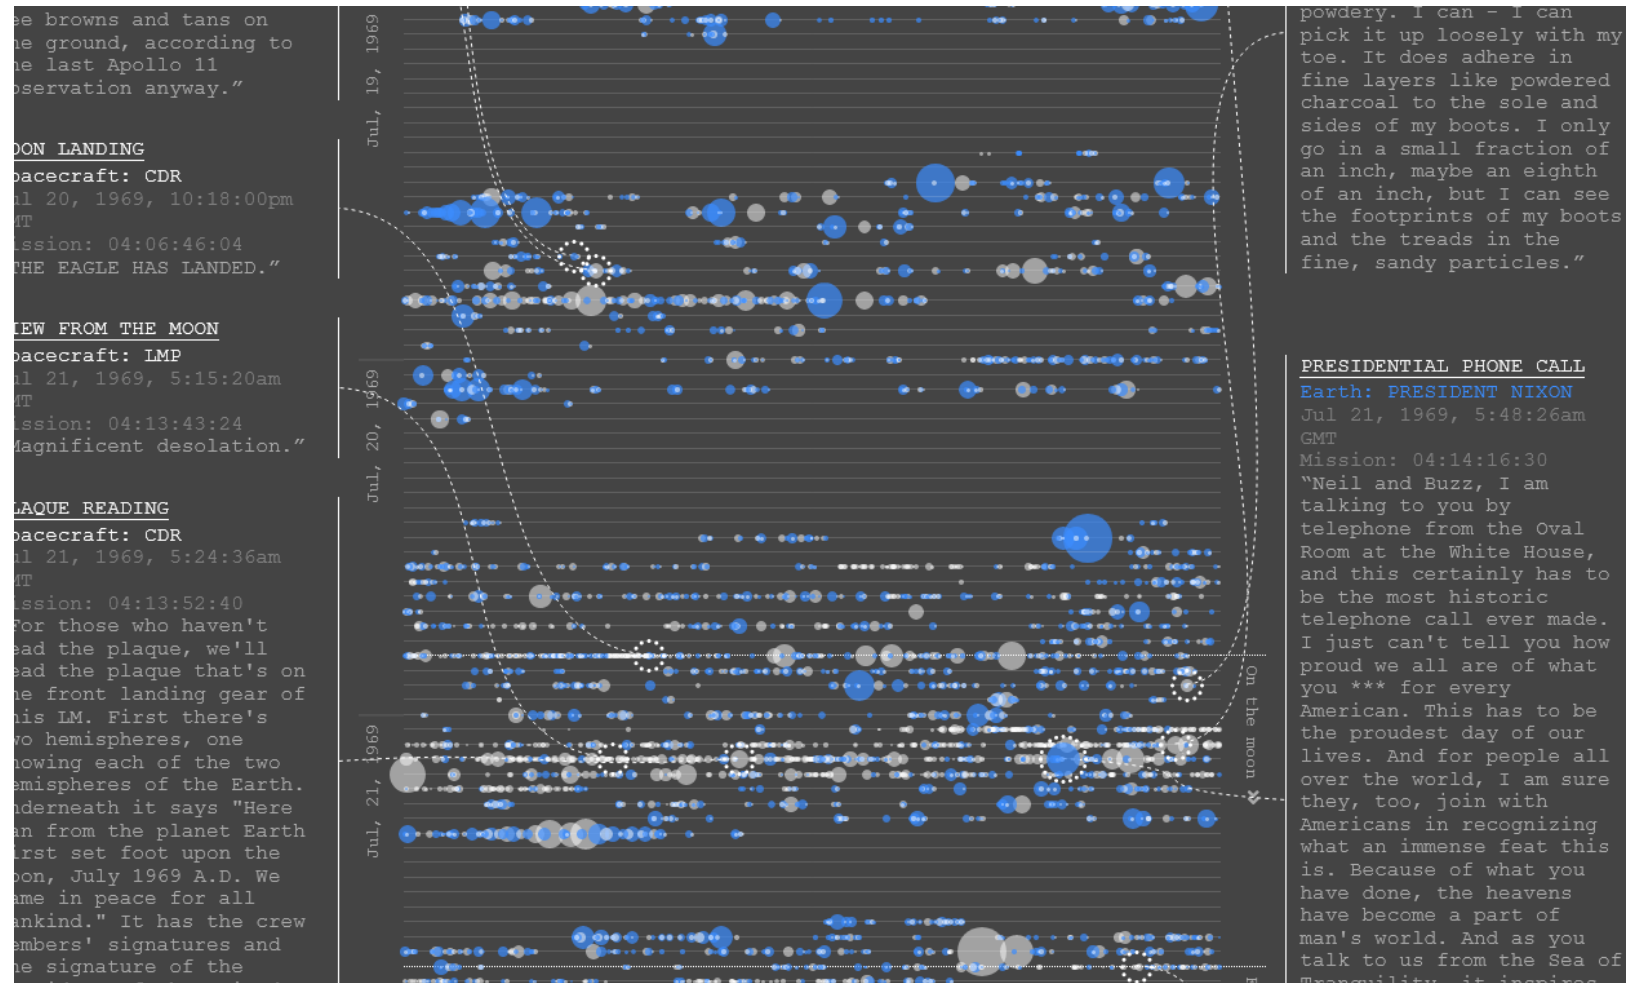 ee browns and tans on
he ground, according to
he last Apollo 11
bservation anyway.”
OON LANDING
pacecraft: CDR
ul 20, 1969, 10:18:00pm
MT
ission: 04:06:46:04
THE EAGLE HAS LANDED.”
IEW FROM THE MOON
pacecraft: LMP
ul 21, 1969, 5:15:20am
MT
ission: 04:13:43:24
Magnificent desolation.”
LAQUE READING
pacecraft: CDR
ul 21, 1969, 5:24:36am
MT
ission: 04:13:52:40
For those who haven't
ead the plaque, we'll
ead the plaque that's on
he front landing gear of
his LM. First there's
wo hemispheres, one
howing each of the two
emispheres of the Earth.
nderneath it says "Here
an from the planet Earth
irst set foot upon the
oon, July 1969 A.D. We
ame in peace for all
ankind." It has the crew
embers' signatures and
he signature of the
Jul, 19, 1969
Jul, 20, 1969
Jul, 21, 1969
On the moon
powdery. I can – I can
pick it up loosely with my
toe. It does adhere in
fine layers like powdered
charcoal to the sole and
sides of my boots. I only
go in a small fraction of
an inch, maybe an eighth
of an inch, but I can see
the footprints of my boots
and the treads in the
fine, sandy particles.”
PRESIDENTIAL PHONE CALL
Earth: PRESIDENT NIXON
Jul 21, 1969, 5:48:26am
GMT
Mission: 04:14:16:30
“Neil and Buzz, I am
talking to you by
telephone from the Oval
Room at the White House,
and this certainly has to
be the most historic
telephone call ever made.
I just can't tell you how
proud we all are of what
you *** for every
American. This has to be
the proudest day of our
lives. And for people all
over the world, I am sure
they, too, join with
Americans in recognizing
what an immense feat this
is. Because of what you
have done, the heavens
have become a part of
man's world. And as you
talk to us from the Sea of
Tranquility, it inspires